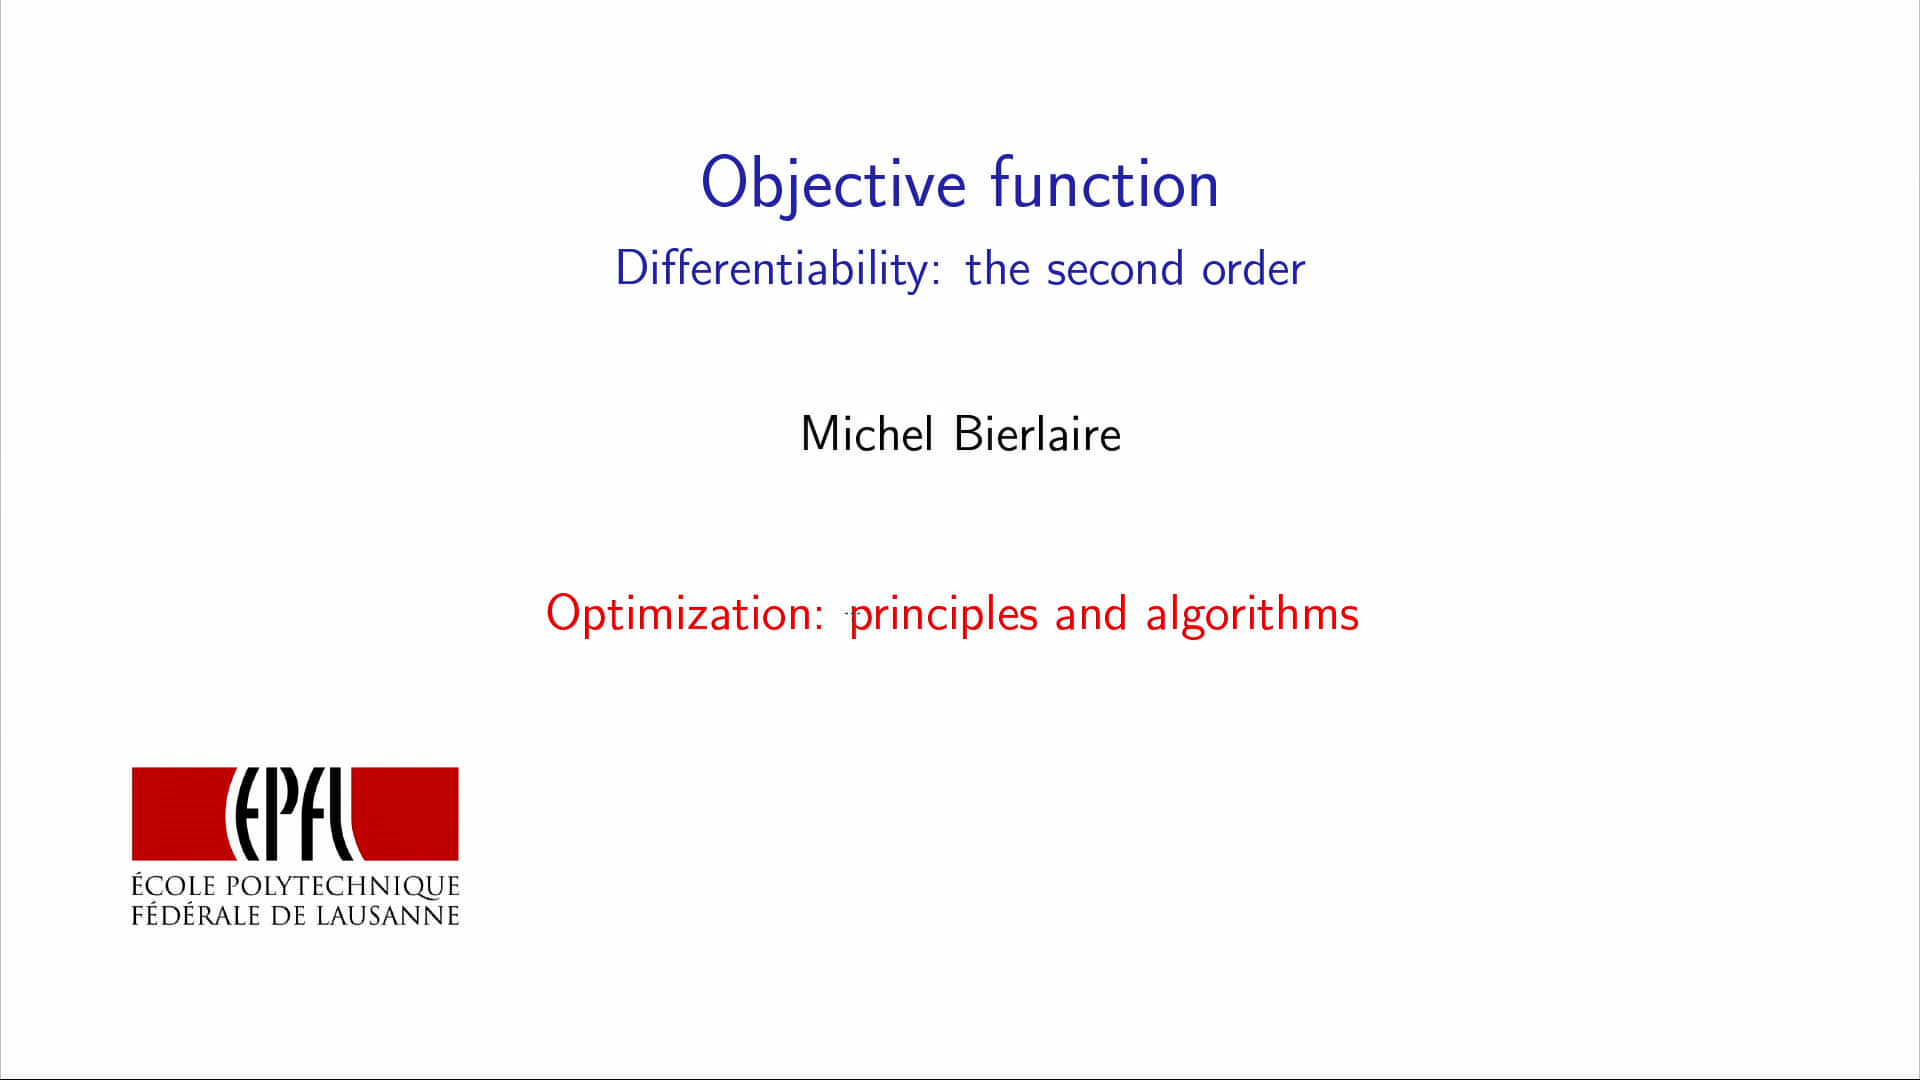 Objective function
Differentiability: the second order
Michel Bierlaire
Optimization: principles and algorithms
EPFL
ÉCOLE POLYTECHNIQUE
FÉDÉRALE DE LAUSANNE